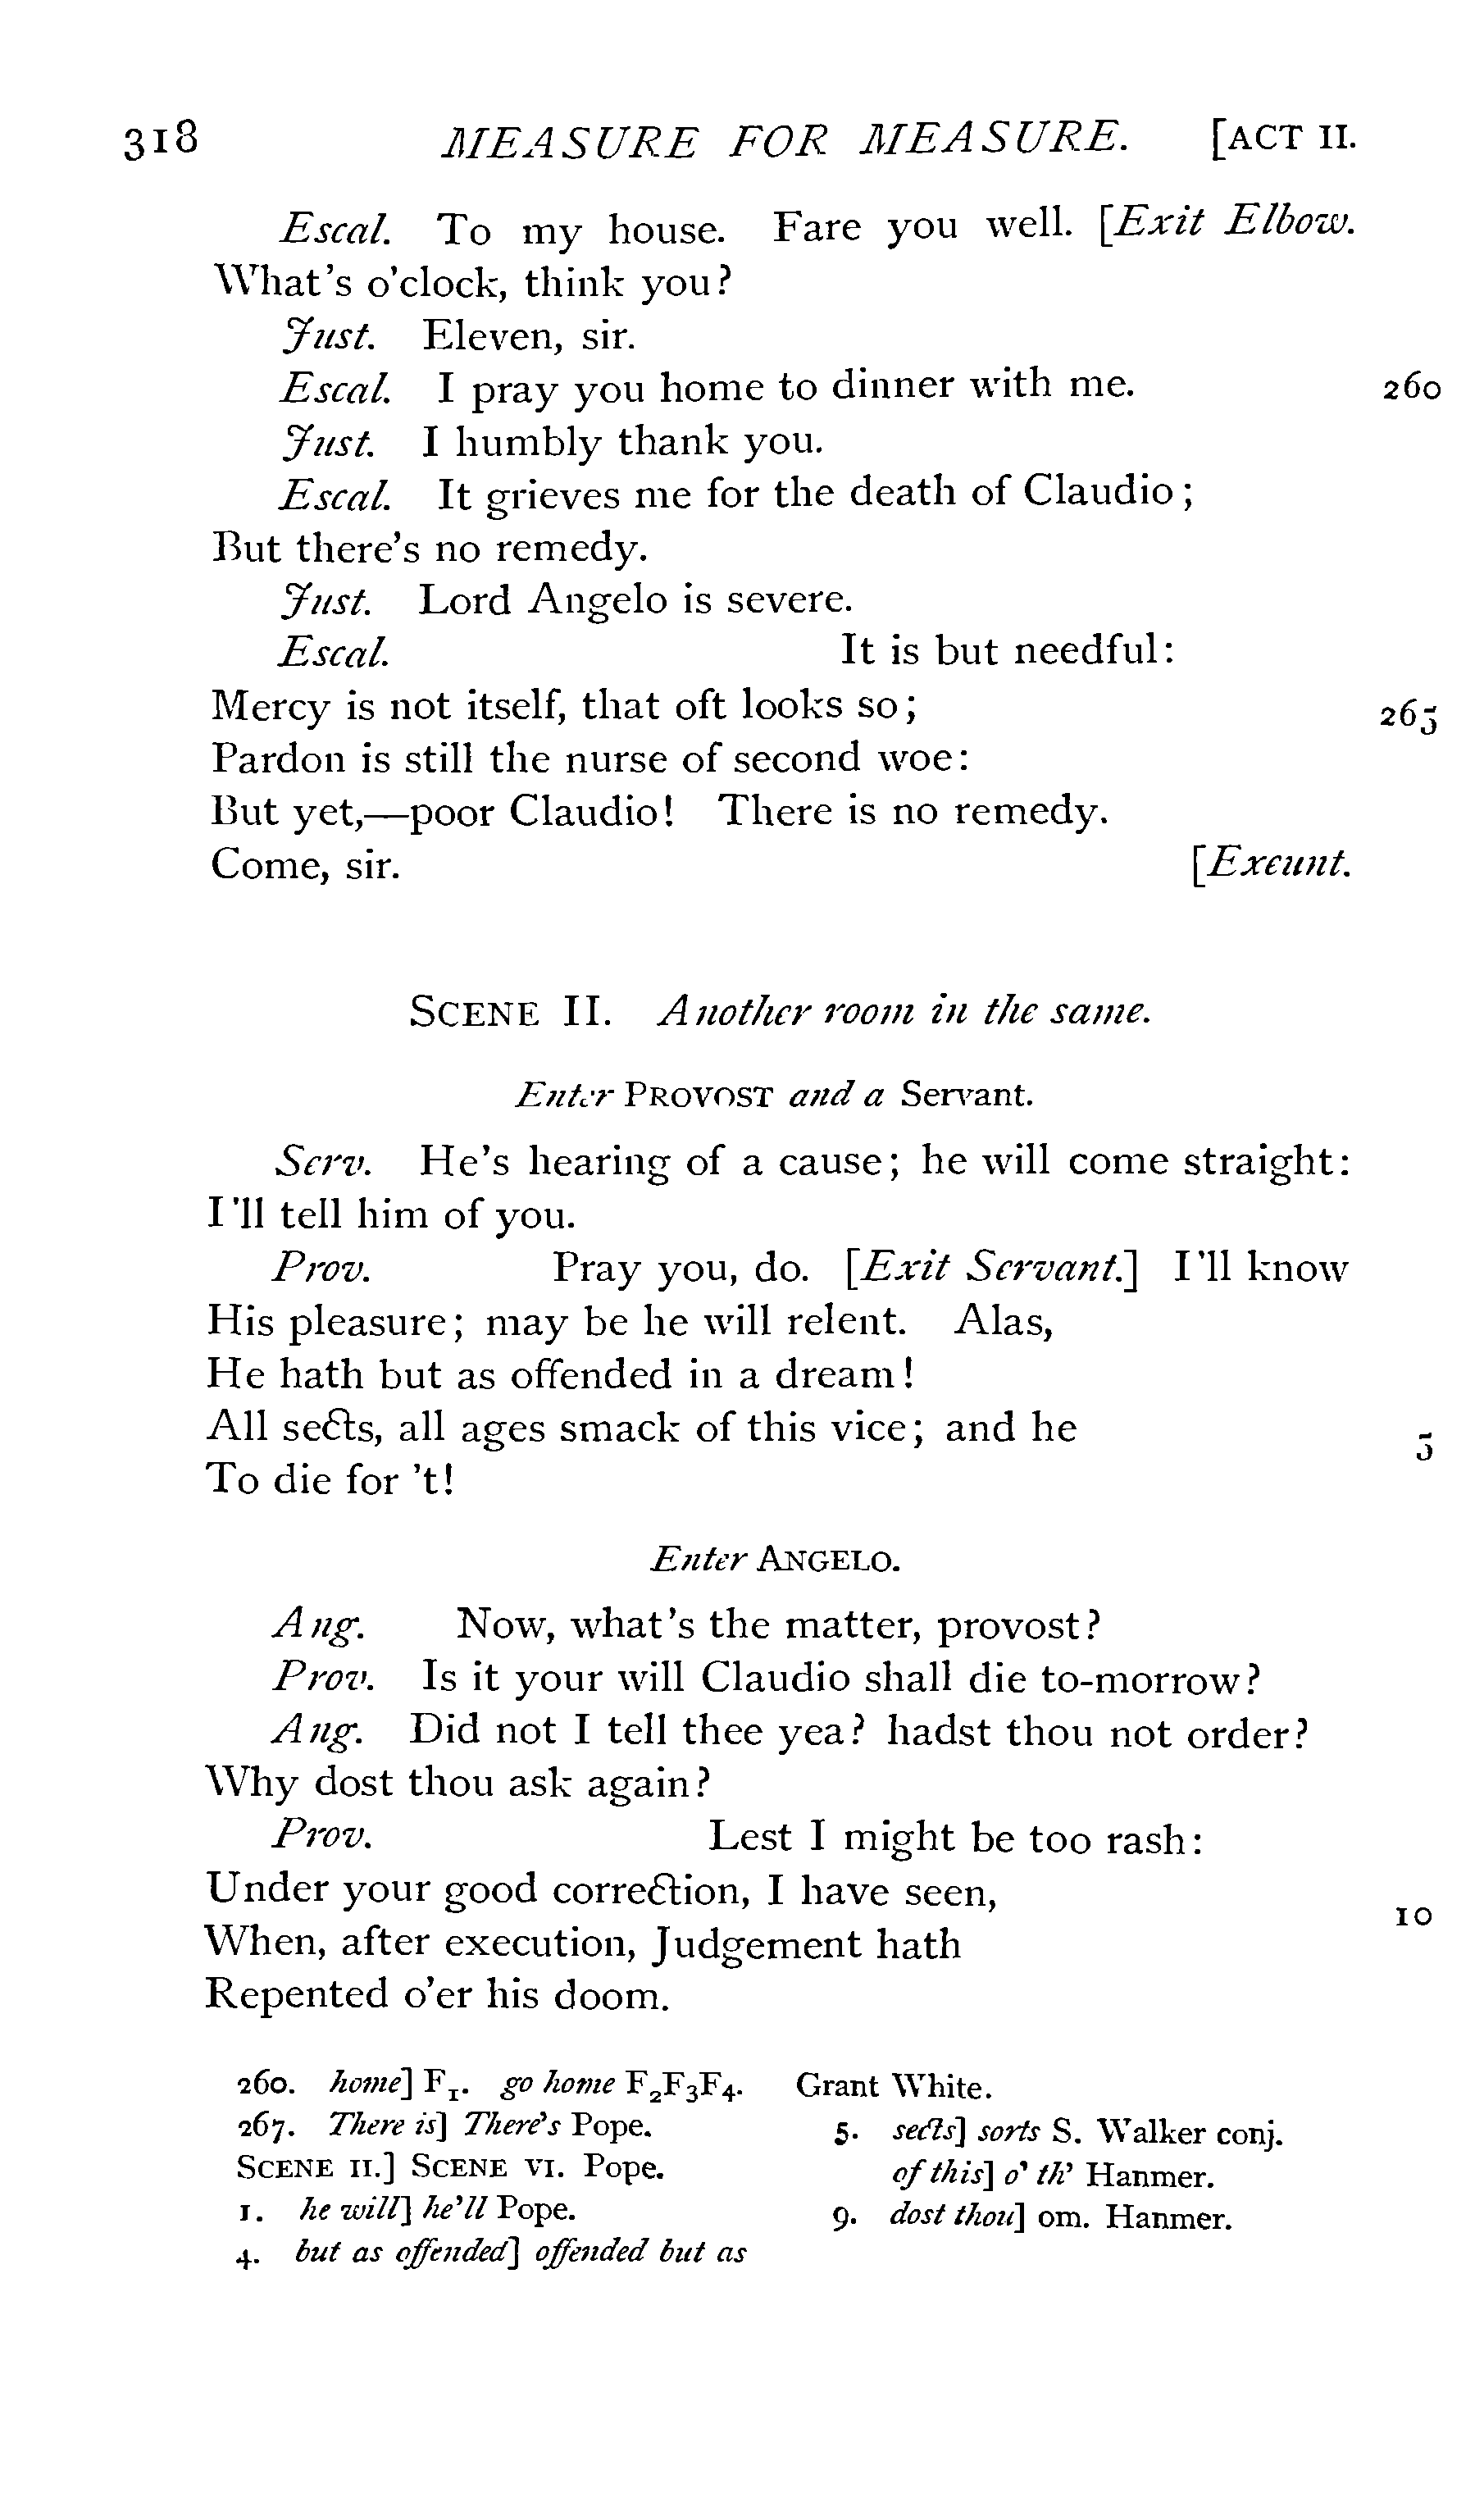 318 MEASURE FOR MEASURE. [ACT II.
Escal. To my house. Fare you well. [Exit Elbow.
What's o'clock, think you?
Just. Eleven, sir.
Escal. I pray you home to dinner with me. 260
Just. I humbly thank you.
Escal. It grieves me for the death of Claudio;
But there's no remedy.
Just. Lord Angelo is severe.
Escal. It is but needful:
Mercy is not itself, that oft looks so; 265
Pardon is still the nurse of second woe:
But yet,—poor Claudio! There is no remedy.
Come, sir. [Exeunt.
SCENE II. Another room in the same.
Enter PROVOST and a Servant.
Serv. He's hearing of a cause; he will come straight:
I'll tell him of you.
Prov. Pray you, do. [Exit Servant.] I'll know
His pleasure; may be he will relent. Alas,
He hath but as offended in a dream!
All sects, all ages smack of this vice; and he 5
To die for 't!
Enter ANGELO.
Ang. Now, what's the matter, provost?
Prov. Is it your will Claudio shall die to-morrow?
Ang. Did not I tell thee yea? hadst thou not order?
Why dost thou ask again?
Prov. Lest I might be too rash:
Under your good correction, I have seen, 10
When, after execution, Judgement hath
Repented o'er his doom.
260. home] F1. go home F2F3F4.
267. There is] There's Pope.
SCENE II.] SCENE VI. Pope.
1. he will] he'll Pope.
4. but as offended] offended but as
Grant White.
5. sects] sorts S. Walker conj.
of this] o' th' Hanmer.
9. dost thou] om. Hanmer.